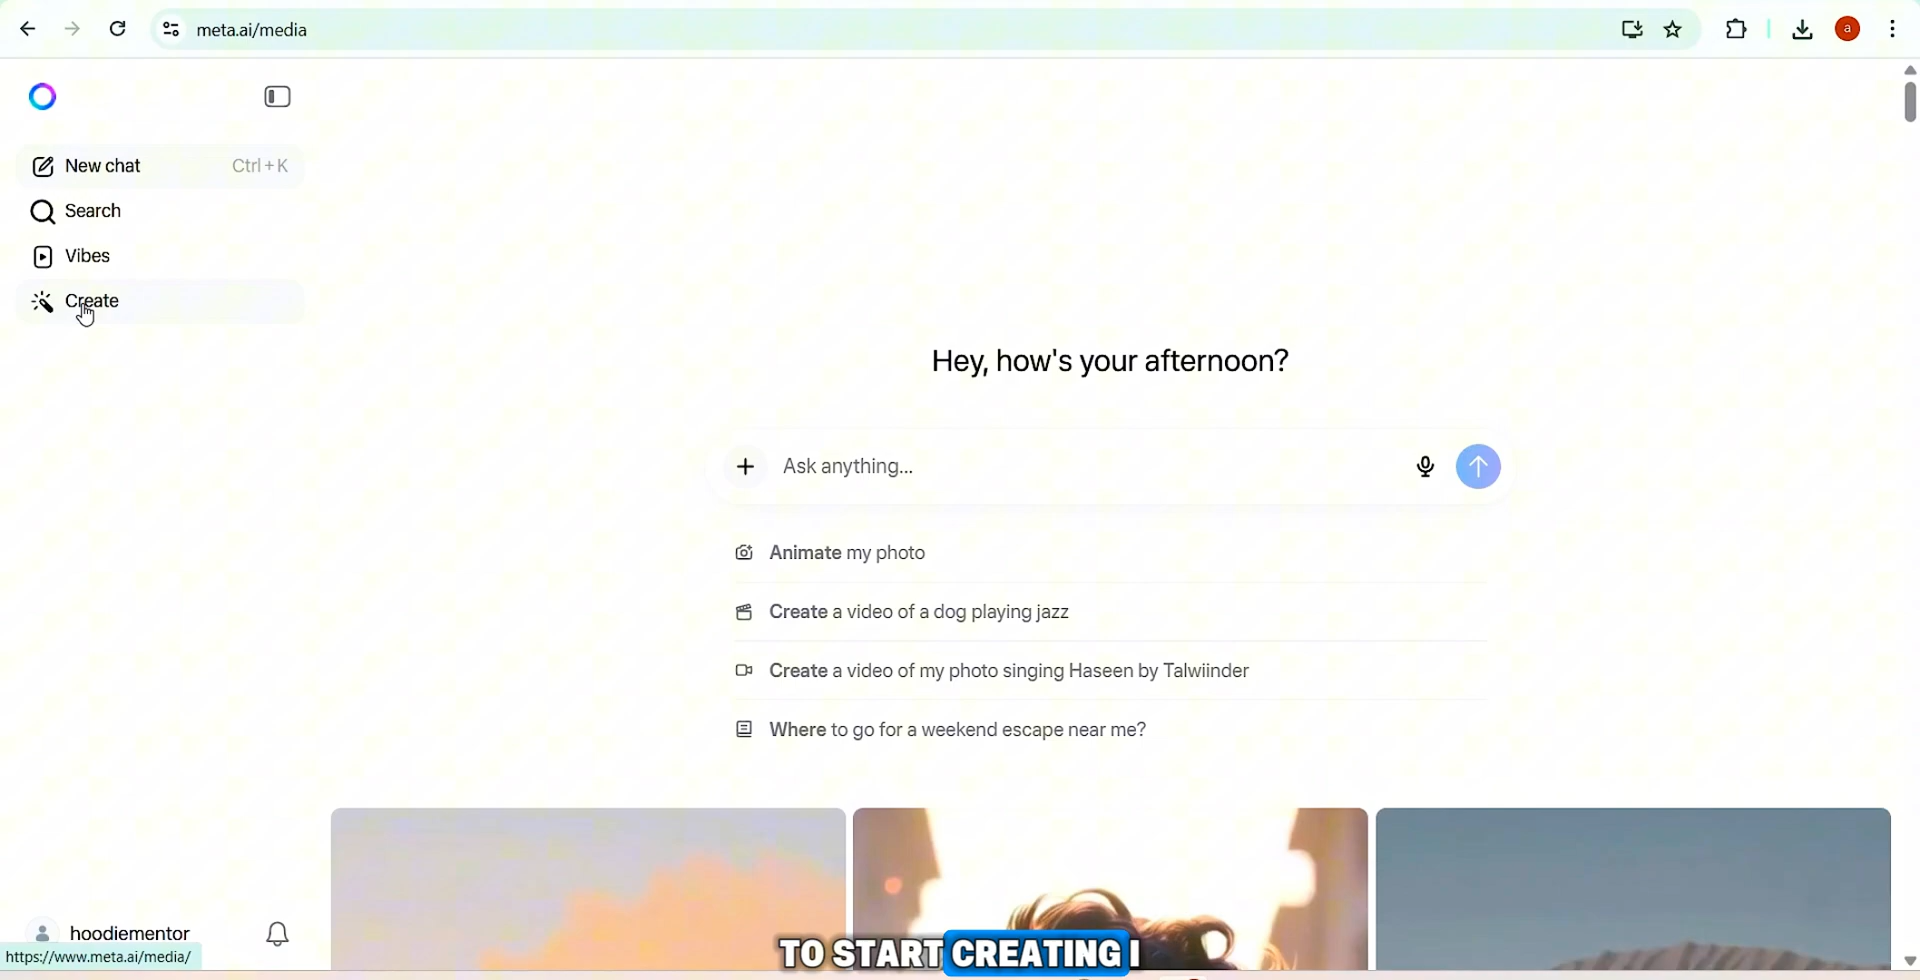 meta.ai/media
a
New chat Ctrl+K
Search
Vibes
Create
Hey, how's your afternoon?
Ask anything...
Animate my photo
Create a video of a dog playing jazz
Create a video of my photo singing Haseen by Talwiinder
Where to go for a weekend escape near me?
hoodiementor
https://www.meta.ai/media/
TO START CREATING I